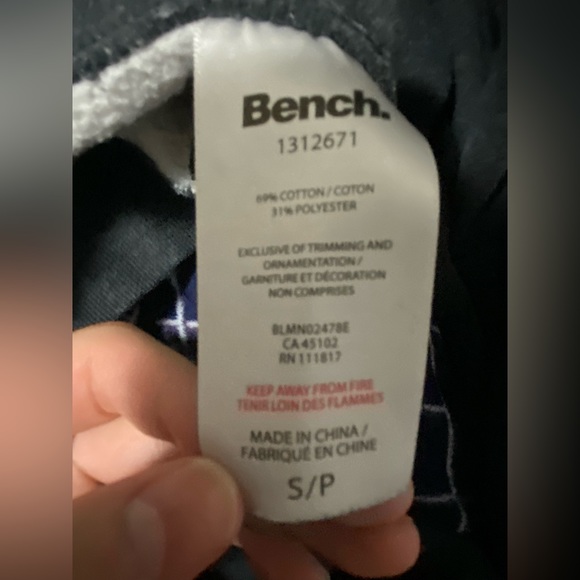 Bench.
1312671
69% COTTON / COTON
31% POLYESTER
EXCLUSIVE OF TRIMMING AND
ORNAMENTATION /
GARNITURE ET DÉCORATION
NON COMPRISES
BLMN02478E
CA 45102
RN 111817
KEEP AWAY FROM FIRE
TENIR LOIN DES FLAMMES
MADE IN CHINA /
FABRIQUÉ EN CHINE
S/P